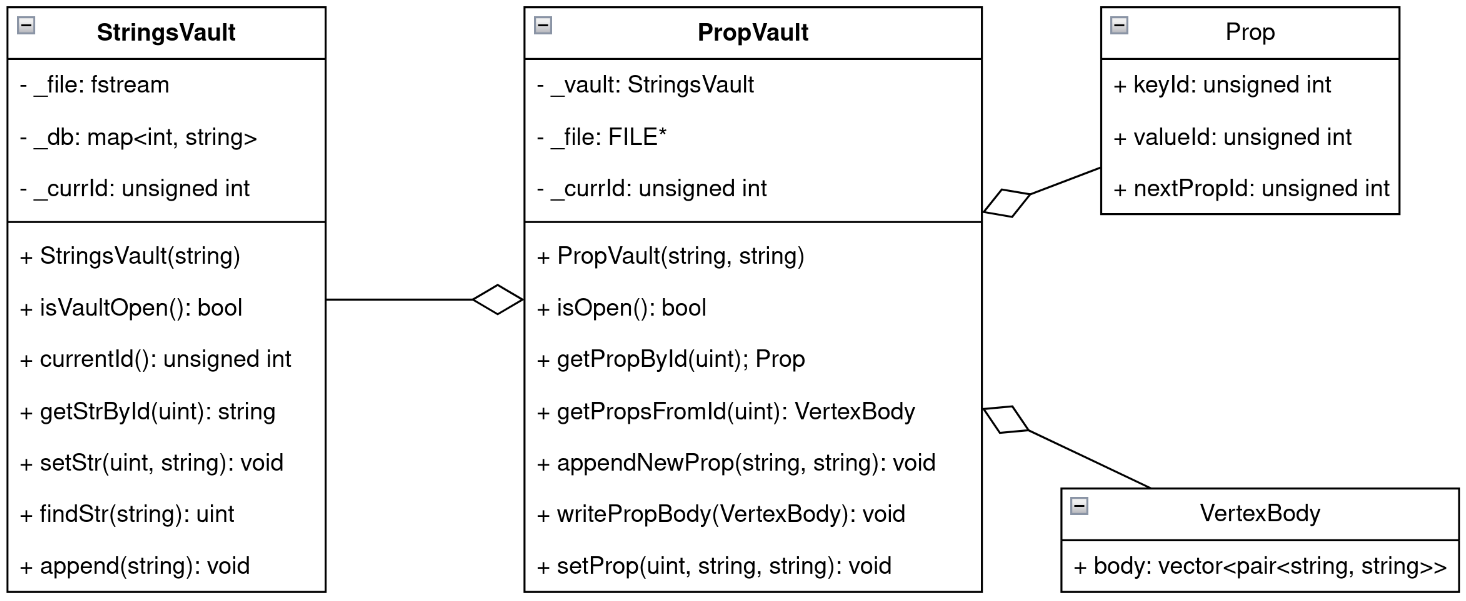 StringsVault
- _file: fstream
- _db: map<int, string>
- _currId: unsigned int
+ StringsVault(string)
+ isVaultOpen(): bool
+ currentId(): unsigned int
+ getStrById(uint): string
+ setStr(uint, string): void
+ findStr(string): uint
+ append(string): void
PropVault
- _vault: StringsVault
- _file: FILE*
- _currId: unsigned int
+ PropVault(string, string)
+ isOpen(): bool
+ getPropById(uint); Prop
+ getPropsFromId(uint): VertexBody
+ appendNewProp(string, string): void
+ writePropBody(VertexBody): void
+ setProp(uint, string, string): void
Prop
+ keyId: unsigned int
+ valueId: unsigned int
+ nextPropId: unsigned int
VertexBody
+ body: vector<pair<string, string>>